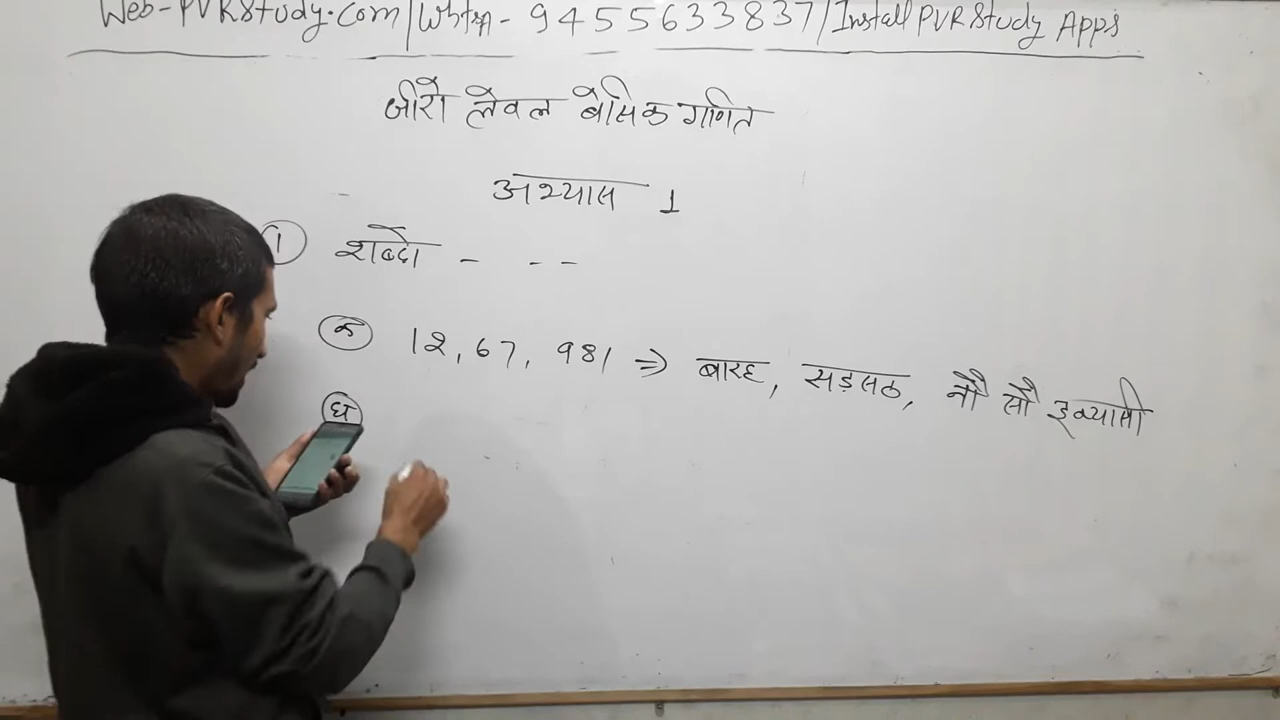 Web-PVRStudy.Com/Whtsp-9455633837/Install PVR Study Apps
जीरो लेवल बेसिक गणित
अभ्यास 1
1 शब्दो - - -
क 12, 67, 981 ⇒ बारह, सड़सठ, नौ सौ इक्यासी
घ